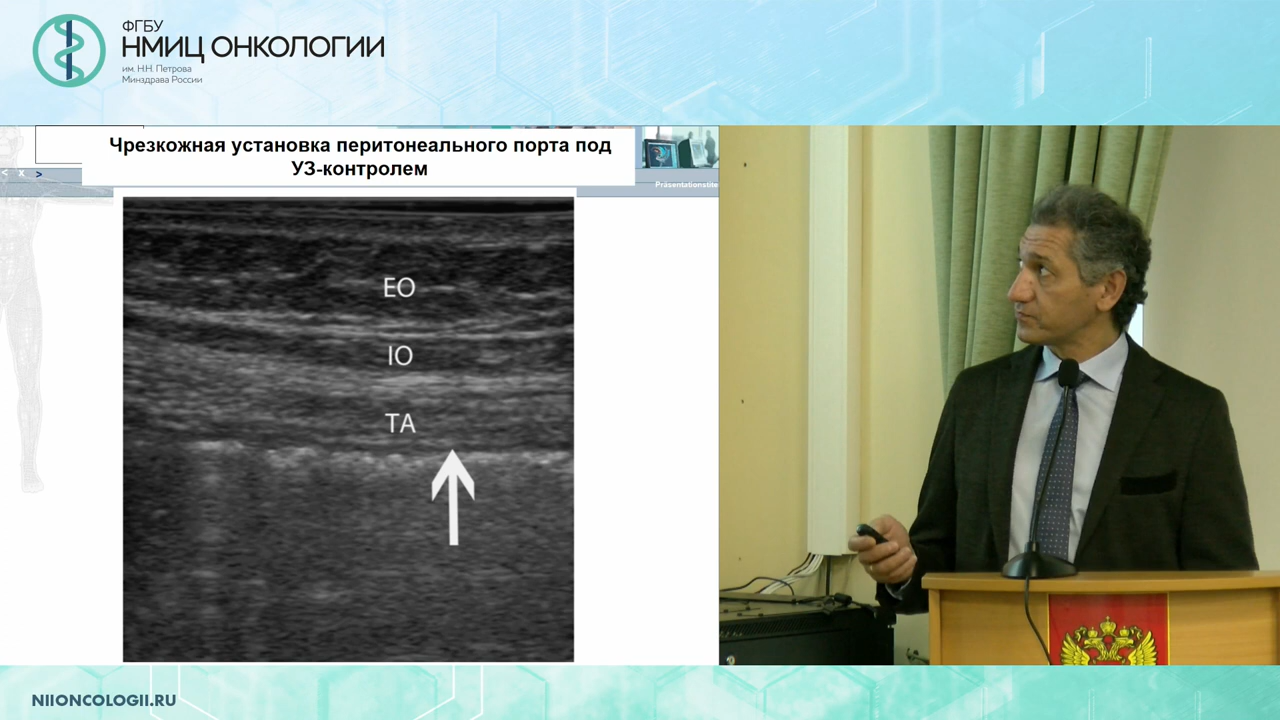 ФГБУ
НМИЦ ОНКОЛОГИИ
им. Н.Н. Петрова
Минздрава России
Чрезкожная установка перитонеального порта под
УЗ-контролем
< x >
Präsentationstite
EO
IO
TA
NIIONCOLOGII.RU